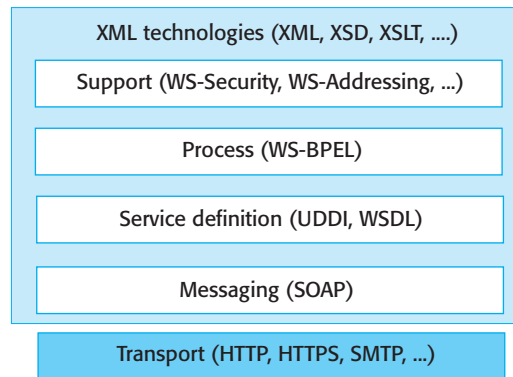 XML technologies (XML, XSD, XSLT, ....)
Support (WS-Security, WS-Addressing, ...)
Process (WS-BPEL)
Service definition (UDDI, WSDL)
Messaging (SOAP)
Transport (HTTP, HTTPS, SMTP, ...)